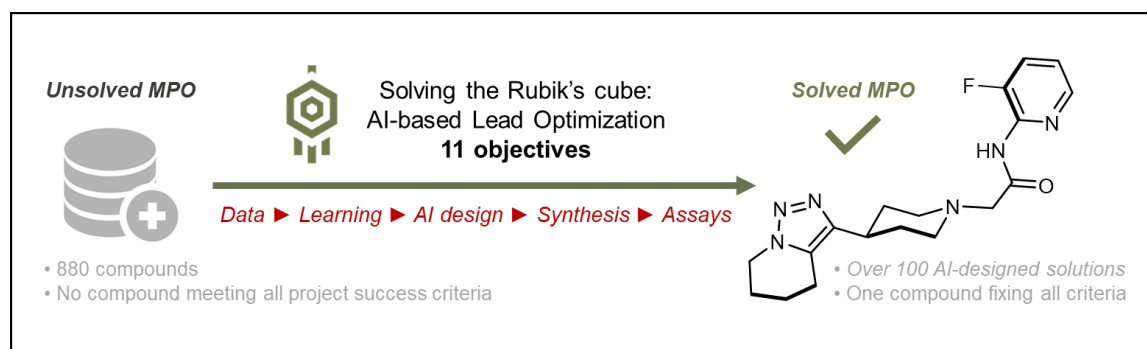 Unsolved MPO
Solving the Rubik's cube:
AI-based Lead Optimization
11 objectives
Data ► Learning ► AI design ► Synthesis ► Assays
• 880 compounds
• No compound meeting all project success criteria
Solved MPO
F
N
HN
O
N
N
N
N
• Over 100 AI-designed solutions
• One compound fixing all criteria